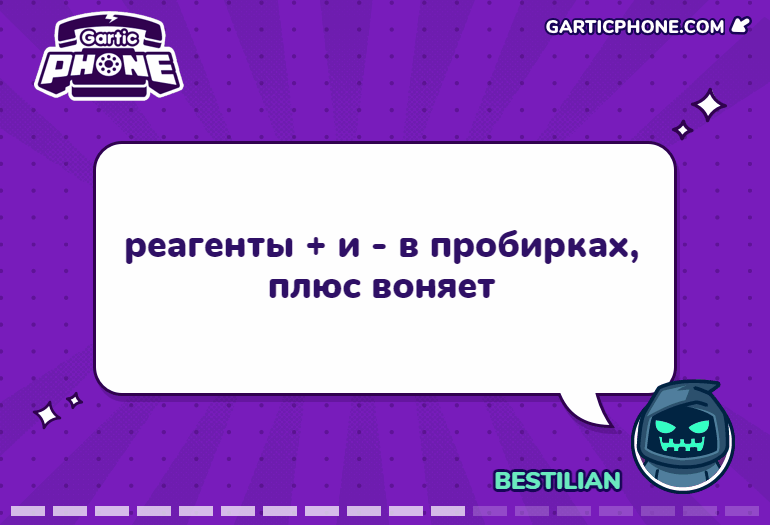 Gartic
PHONE
GARTICPHONE.COM
реагенты + и - в пробирках,
плюс воняет
BESTILIAN